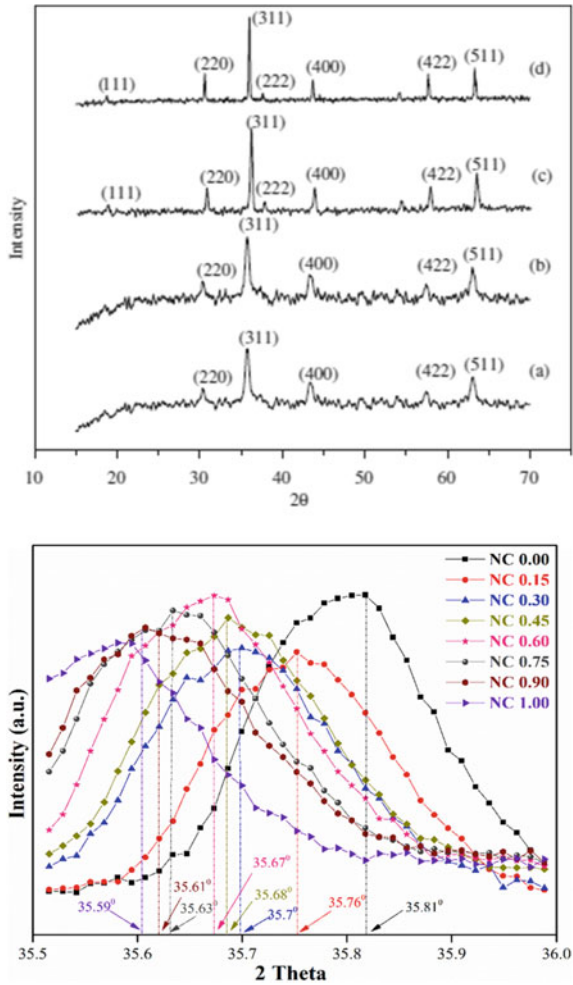 (311)
(220) (222) (400) (422) (511) (d)
(111)
(311)
(111) (220) (222) (400) (422) (511) (c)
(311)
(220) (400) (422) (511) (b)
(311)
(220) (400) (422) (511) (a)
Intensity
10 20 30 40 50 60 70
2θ
NC 0.00
NC 0.15
NC 0.30
NC 0.45
NC 0.60
NC 0.75
NC 0.90
NC 1.00
Intensity (a.u.)
35.59° 35.61° 35.63° 35.67° 35.68° 35.7° 35.76° 35.81°
35.5 35.6 35.7 35.8 35.9 36.0
2 Theta